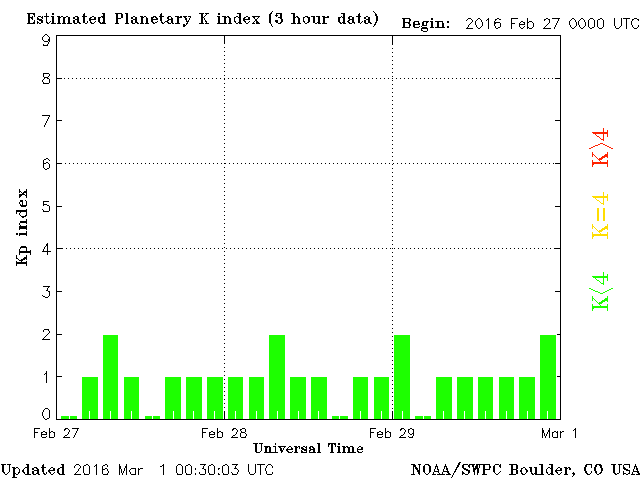 Estimated Planetary K index (3 hour data)
Begin: 2016 Feb 27 0000 UTC
9
8
7
6
5
4
3
2
1
0
Kp index
K>4
K=4
K<4
Feb 27
Feb 28
Feb 29
Mar 1
Universal Time
Updated 2016 Mar 1 00:30:03 UTC
NOAA/SWPC Boulder, CO USA